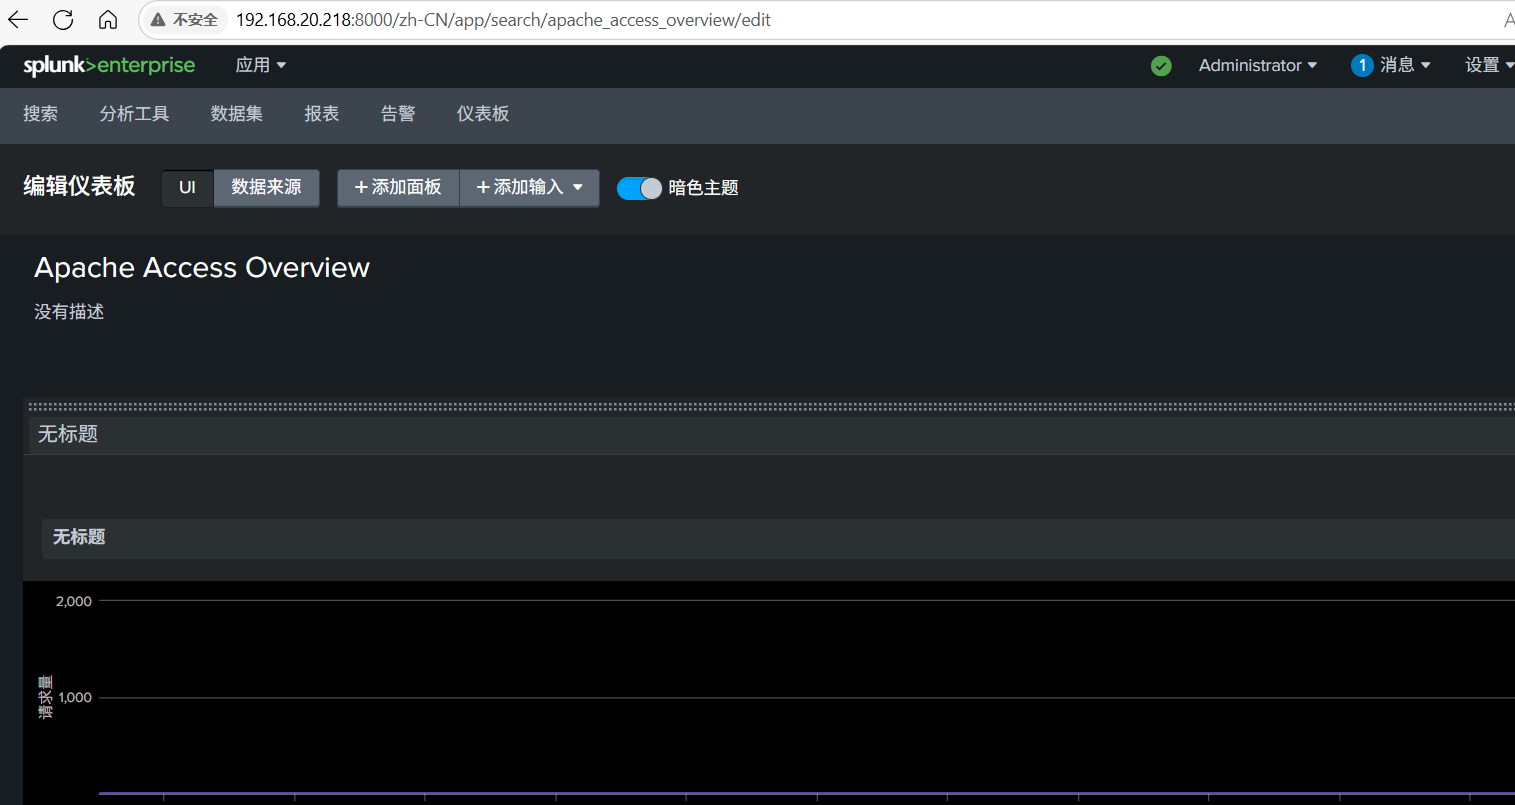 不安全 192.168.20.218:8000/zh-CN/app/search/apache_access_overview/edit
splunk>enterprise 应用 Administrator 1 消息 设置
搜索 分析工具 数据集 报表 告警 仪表板
编辑仪表板 UI 数据来源 +添加面板 +添加输入 暗色主题
Apache Access Overview
没有描述
无标题
无标题
2,000
请求量
1,000